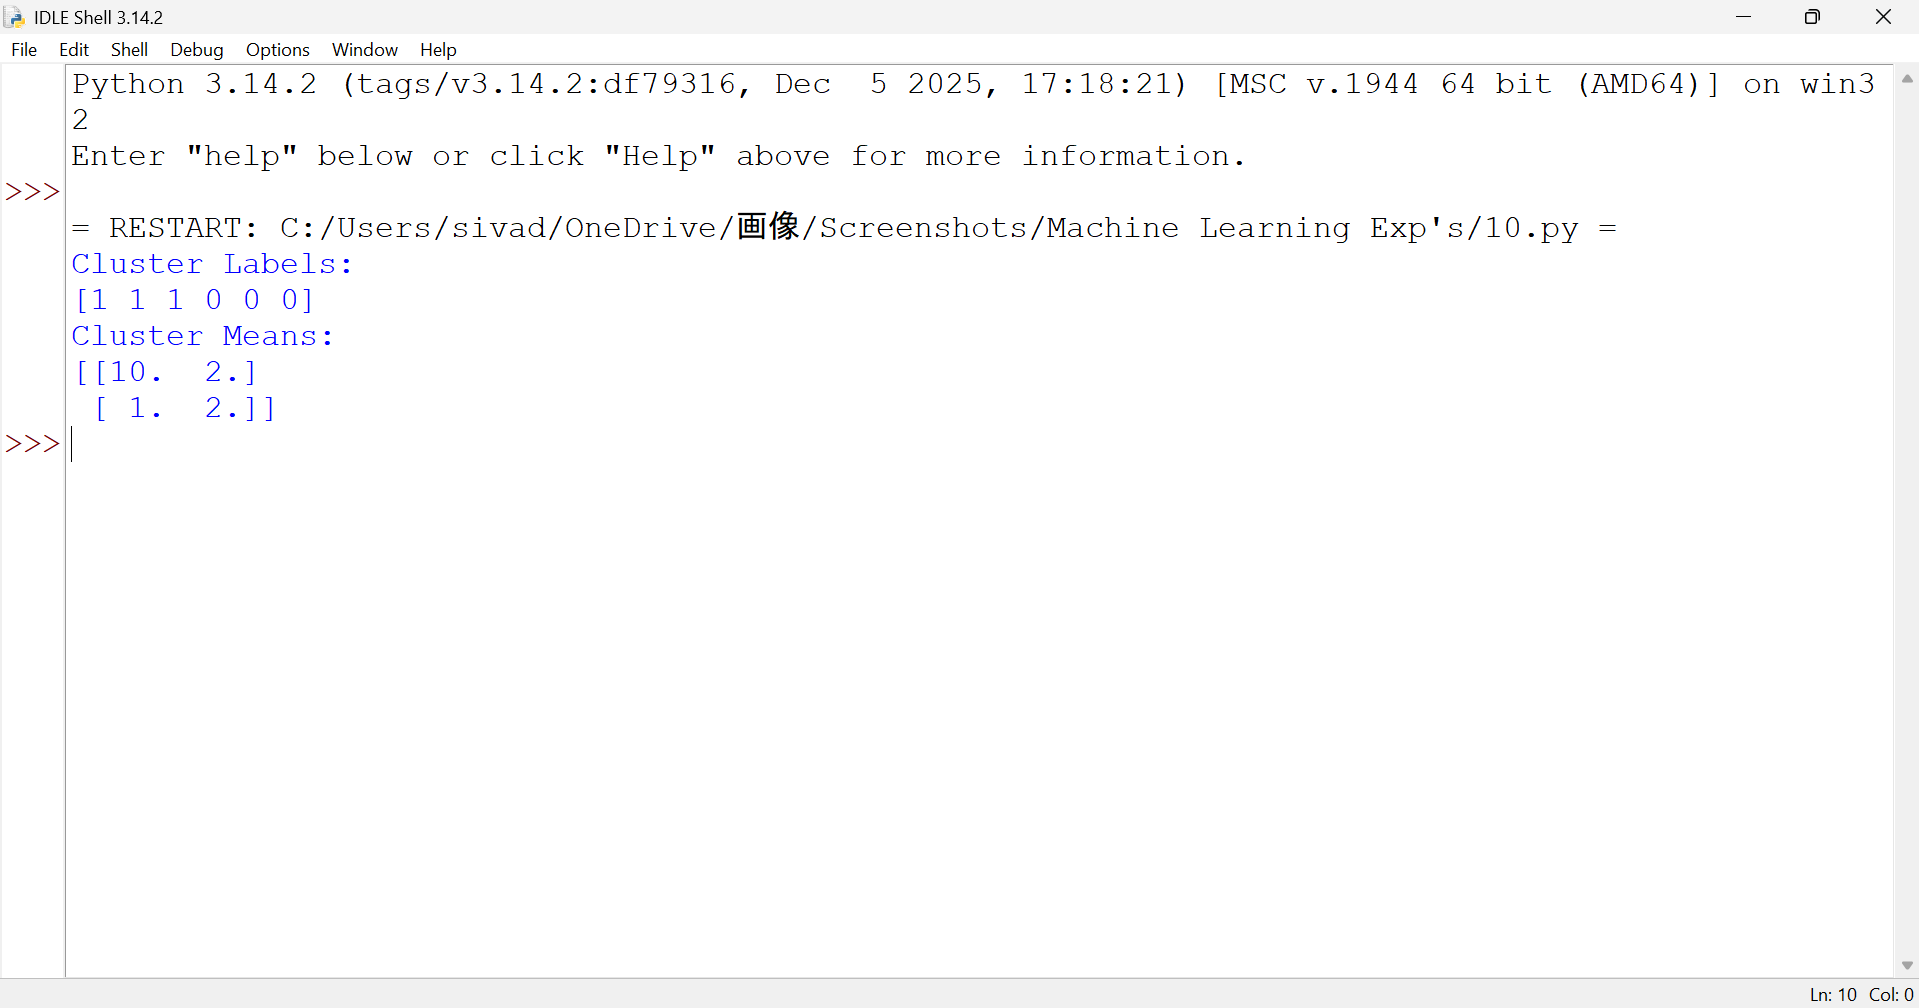 IDLE Shell 3.14.2
File Edit Shell Debug Options Window Help
Python 3.14.2 (tags/v3.14.2:df79316, Dec  5 2025, 17:18:21) [MSC v.1944 64 bit (AMD64)] on win3
2
Enter "help" below or click "Help" above for more information.
>>>
= RESTART: C:/Users/sivad/OneDrive/画像/Screenshots/Machine Learning Exp's/10.py =
Cluster Labels:
[1 1 1 0 0 0]
Cluster Means:
[[10.  2.]
 [ 1.  2.]]
>>>
Ln: 10 Col: 0